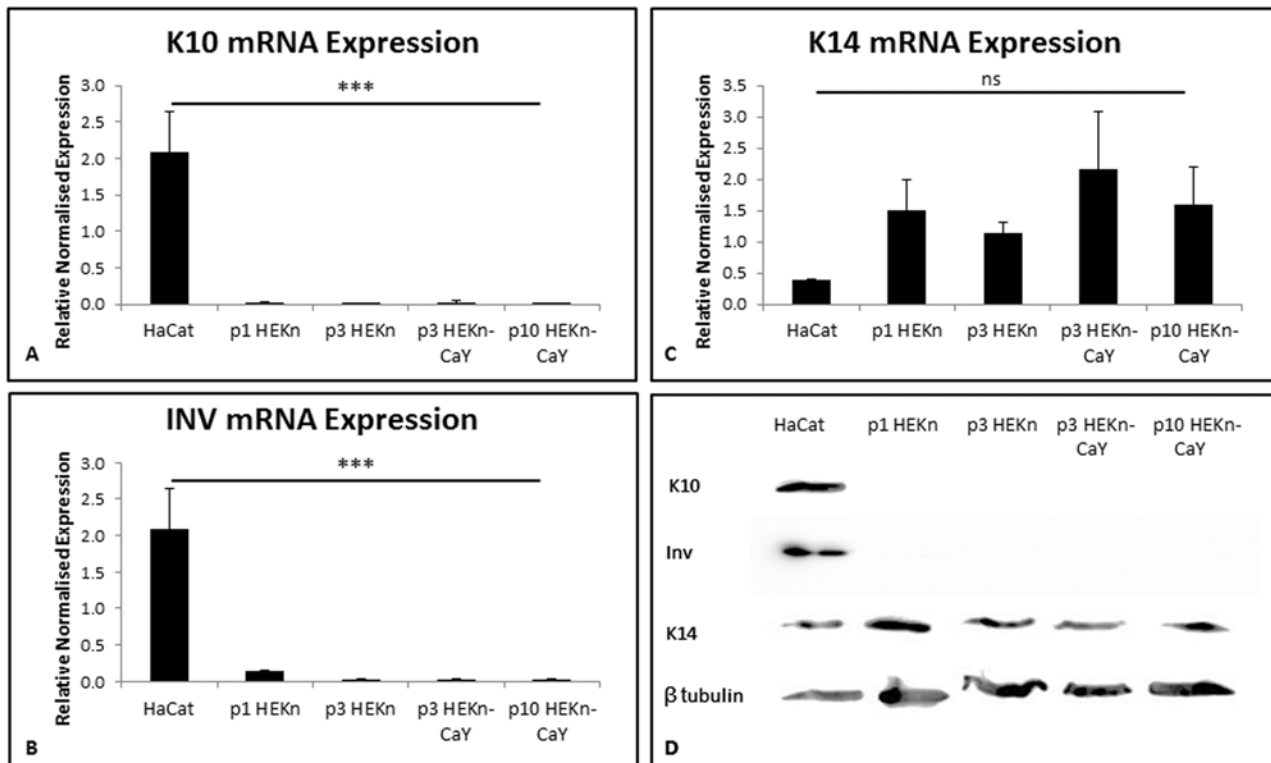 K10 mRNA Expression
Relative Normalised Expression
3.0
2.5
2.0
1.5
1.0
0.5
0.0
***
HaCat p1 HEKn p3 HEKn p3 HEKn- p10 HEKn-
CaY CaY
A
K14 mRNA Expression
Relative Normalised Expression
3.5
3.0
2.5
2.0
1.5
1.0
0.5
0.0
ns
HaCat p1 HEKn p3 HEKn p3 HEKn- p10 HEKn-
CaY CaY
C
INV mRNA Expression
Relative Normalised Expression
3.0
2.5
2.0
1.5
1.0
0.5
0.0
***
HaCat p1 HEKn p3 HEKn p3 HEKn- p10 HEKn-
CaY CaY
B
HaCat p1 HEKn p3 HEKn p3 HEKn- p10 HEKn-
CaY CaY
K10
Inv
K14
β tubulin
D